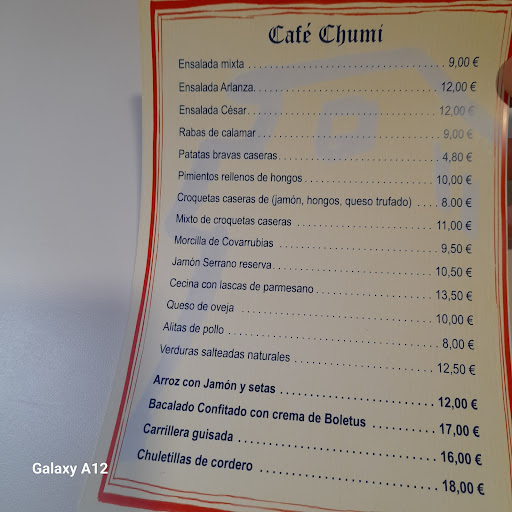 Café Chumi
Ensalada mixta . . . . . . . . . . . . . . . . . . . . . . . . . . . . . . . . . . . 9,00 €
Ensalada Arlanza. . . . . . . . . . . . . . . . . . . . . . . . . . . . . . . . 12,00 €
Ensalada César. . . . . . . . . . . . . . . . . . . . . . . . . . . . . . . . . 12,00 €
Rabas de calamar. . . . . . . . . . . . . . . . . . . . . . . . . . . . . . . . 9,00 €
Patatas bravas caseras. . . . . . . . . . . . . . . . . . . . . . . . . . . . 4,80 €
Pimientos rellenos de hongos . . . . . . . . . . . . . . . . . . . . . . . 10,00 €
Croquetas caseras de (jamón, hongos, queso trufado) . . . . 8.00 €
Mixto de croquetas caseras . . . . . . . . . . . . . . . . . . . . . . . . 11,00 €
Morcilla de Covarrubias . . . . . . . . . . . . . . . . . . . . . . . . . . . 9,50 €
Jamón Serrano reserva. . . . . . . . . . . . . . . . . . . . . . . . . . . . 10,50 €
Cecina con lascas de parmesano . . . . . . . . . . . . . . . . . . . . 13,50 €
Queso de oveja . . . . . . . . . . . . . . . . . . . . . . . . . . . . . . . . . 10,00 €
Alitas de pollo . . . . . . . . . . . . . . . . . . . . . . . . . . . . . . . . . . . 8,00 €
Verduras salteadas naturales . . . . . . . . . . . . . . . . . . . . . . . 12,50 €
Arroz con Jamón y setas . . . . . . . . . . . . . . . . . . . . . . . . 12,00 €
Bacalado Confitado con crema de Boletus . . . . . . . . . . 17,00 €
Carrillera guisada . . . . . . . . . . . . . . . . . . . . . . . . . . . . . . 16,00 €
Chuletillas de cordero . . . . . . . . . . . . . . . . . . . . . . . . . . 18,00 €
Galaxy A12